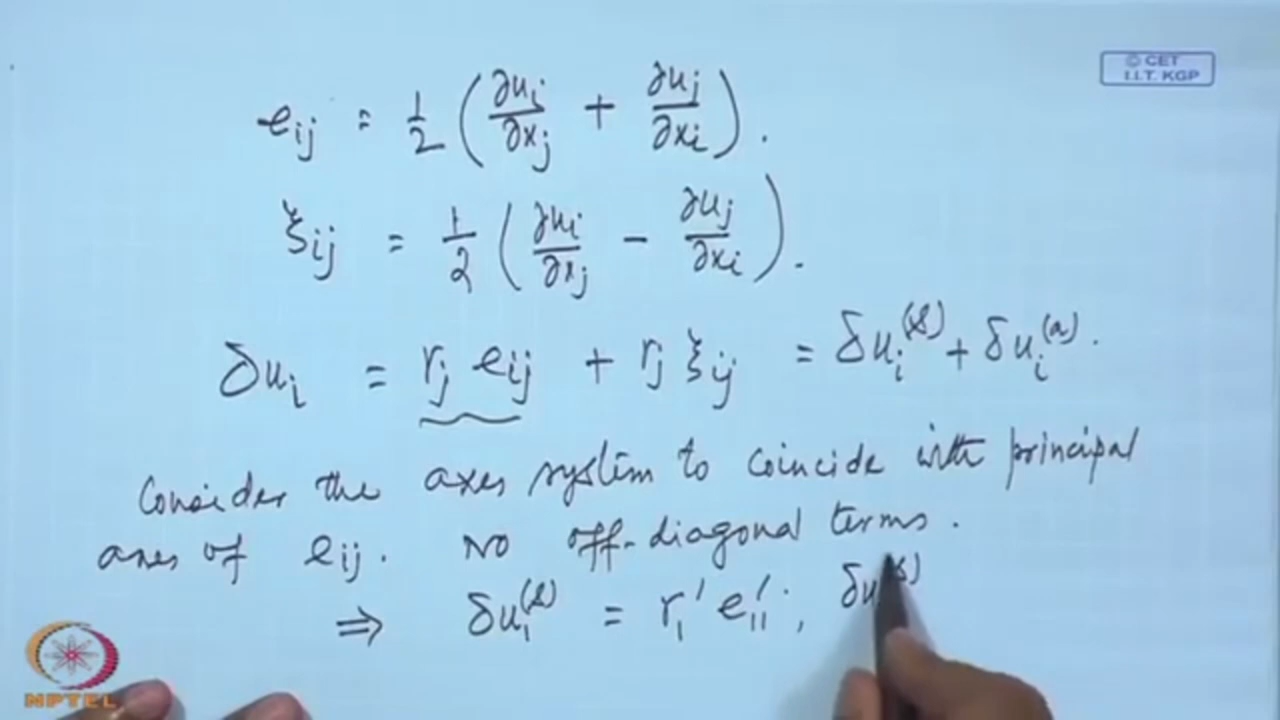 © CET
I.I.T. KGP
e_ij = 1/2 (∂u_i/∂x_j + ∂u_j/∂x_i).
ξ_ij = 1/2 (∂u_i/∂x_j − ∂u_j/∂x_i).
δu_i = r_j e_ij + r_j ξ_ij = δu_i^(s) + δu_i^(a).
Consider the axes system to coincide with principal
axes of e_ij. No off-diagonal terms.
⇒ δu_1^(s) = r_1' e_11'; δu^(s)
NPTEL